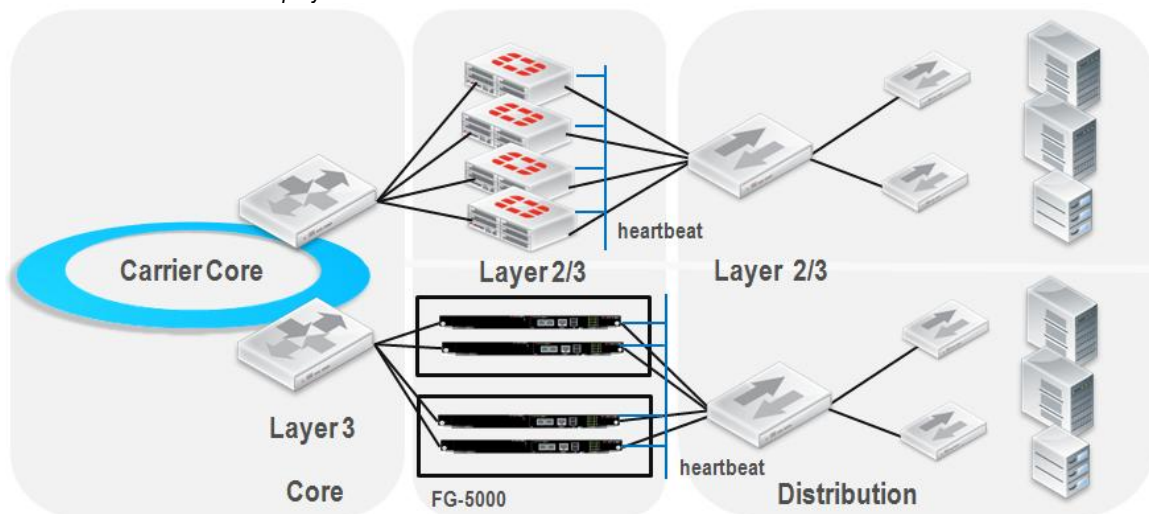 heartbeat
Carrier Core
Layer 2/3
Layer 2/3
Layer 3
heartbeat
Core
FG-5000
Distribution